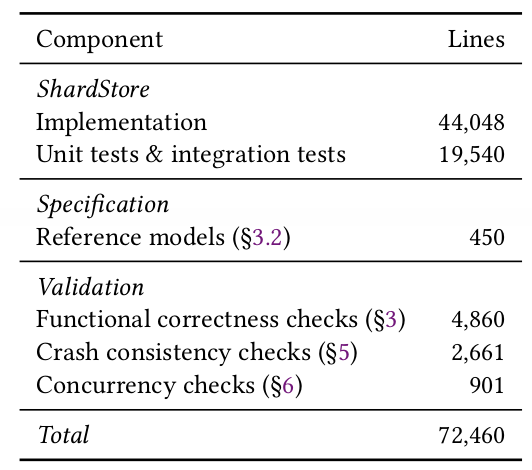 Component Lines
ShardStore
Implementation 44,048
Unit tests & integration tests 19,540
Specification
Reference models (§3.2) 450
Validation
Functional correctness checks (§3) 4,860
Crash consistency checks (§5) 2,661
Concurrency checks (§6) 901
Total 72,460